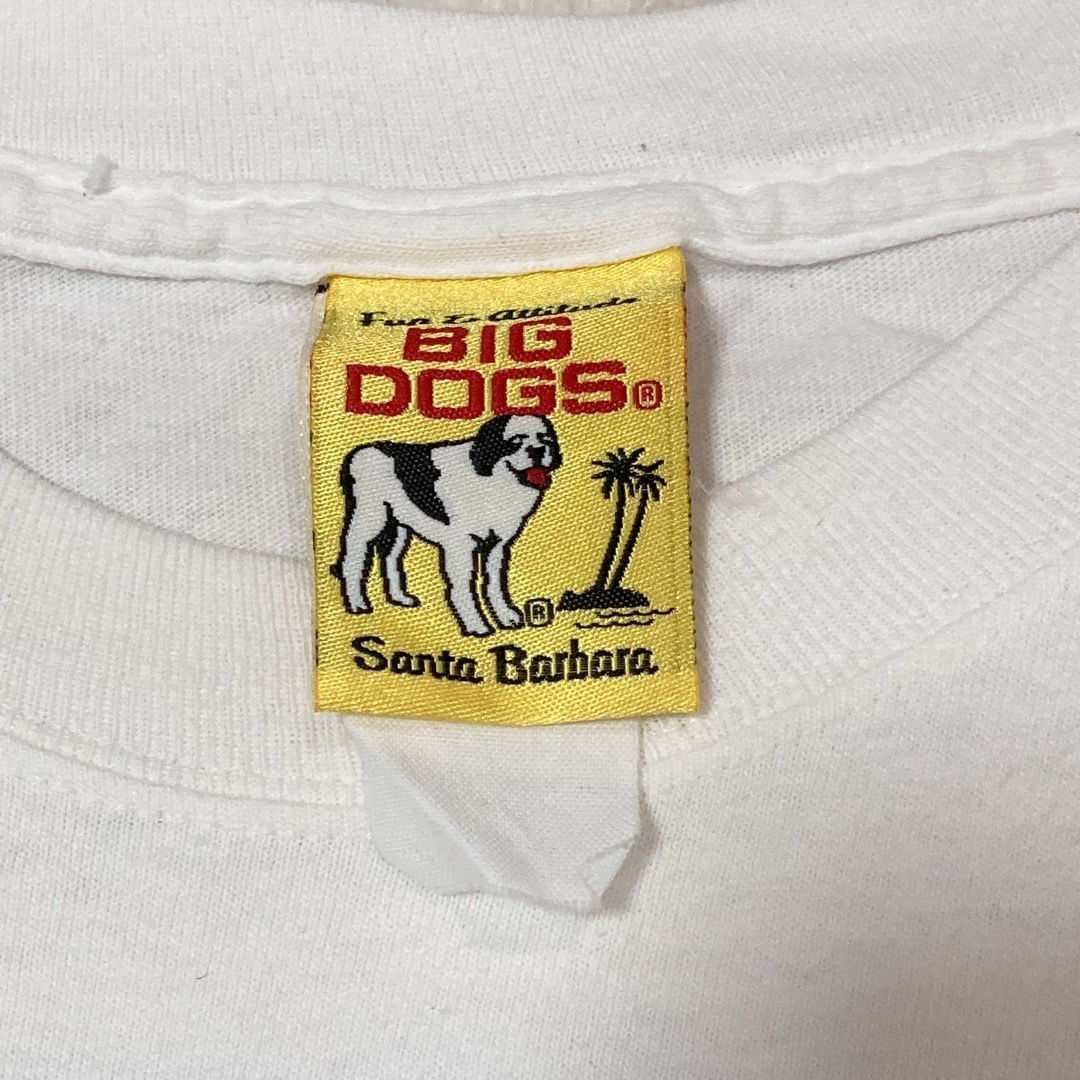 Fun & Attitude
BIG
DOGS®
®
Santa Barbara